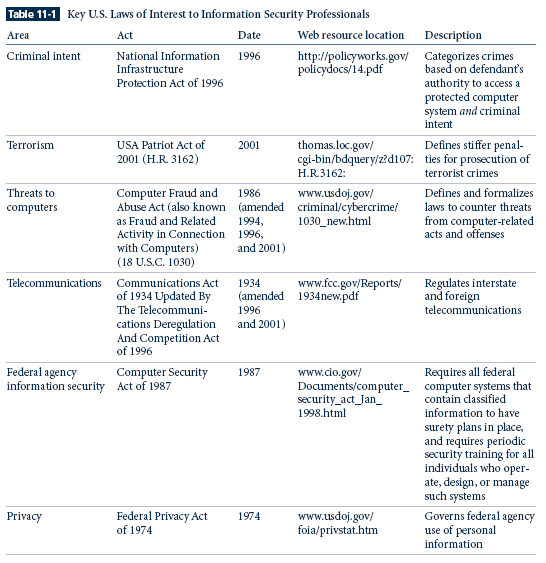 Table 11-1 Key U.S. Laws of Interest to Information Security Professionals
Area Act Date Web resource location Description
Criminal intent National Information 1996 http://policyworks.gov/ Categorizes crimes
Infrastructure policydocs/14.pdf based on defendant's
Protection Act of 1996 authority to access a
protected computer
system and criminal
intent
Terrorism USA Patriot Act of 2001 thomas.loc.gov/ Defines stiffer penal-
2001 (H.R. 3162) cgi-bin/bdquery/z?d107: ties for prosecution of
H.R.3162: terrorist crimes
Threats to Computer Fraud and 1986 www.usdoj.gov/ Defines and formalizes
computers Abuse Act (also known (amended criminal/cybercrime/ laws to counter threats
as Fraud and Related 1994, 1030_new.html from computer-related
Activity in Connection 1996, acts and offenses
with Computers) and 2001)
(18 U.S.C. 1030)
Telecommunications Communications Act 1934 www.fcc.gov/Reports/ Regulates interstate
of 1934 Updated By (amended 1934new.pdf and foreign
The Telecommuni- 1996 telecommunications
cations Deregulation and 2001)
And Competition Act
of 1996
Federal agency Computer Security 1987 www.cio.gov/ Requires all federal
information security Act of 1987 Documents/computer_ computer systems that
security_act_Jan_ contain classified
1998.html information to have
surety plans in place,
and requires periodic
security training for all
individuals who oper-
ate, design, or manage
such systems
Privacy Federal Privacy Act 1974 www.usdoj.gov/ Governs federal agency
of 1974 foia/privstat.htm use of personal
information